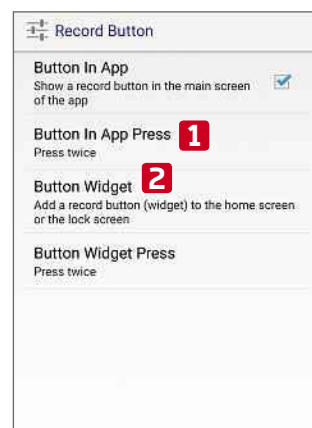 Record Button
Button In App
Show a record button in the main screen
of the app
Button In App Press 1
Press twice
Button Widget 2
Add a record button (widget) to the home screen
or the lock screen
Button Widget Press
Press twice